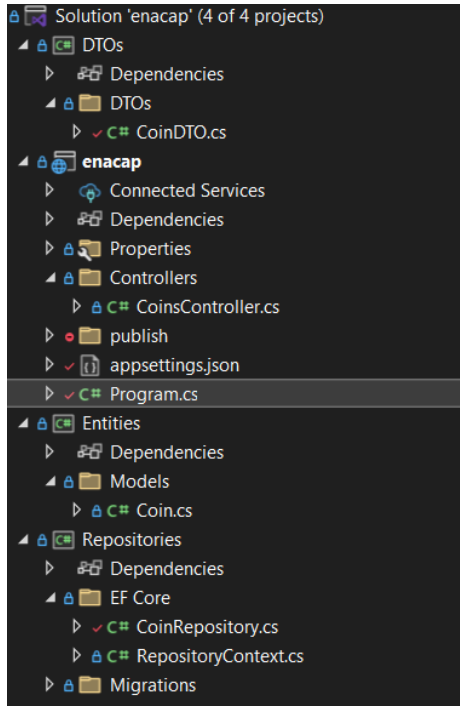 Solution 'enacap' (4 of 4 projects)
C# DTOs
Dependencies
DTOs
C# CoinDTO.cs
enacap
Connected Services
Dependencies
Properties
Controllers
C# CoinsController.cs
publish
appsettings.json
C# Program.cs
C# Entities
Dependencies
Models
C# Coin.cs
C# Repositories
Dependencies
EF Core
C# CoinRepository.cs
C# RepositoryContext.cs
Migrations